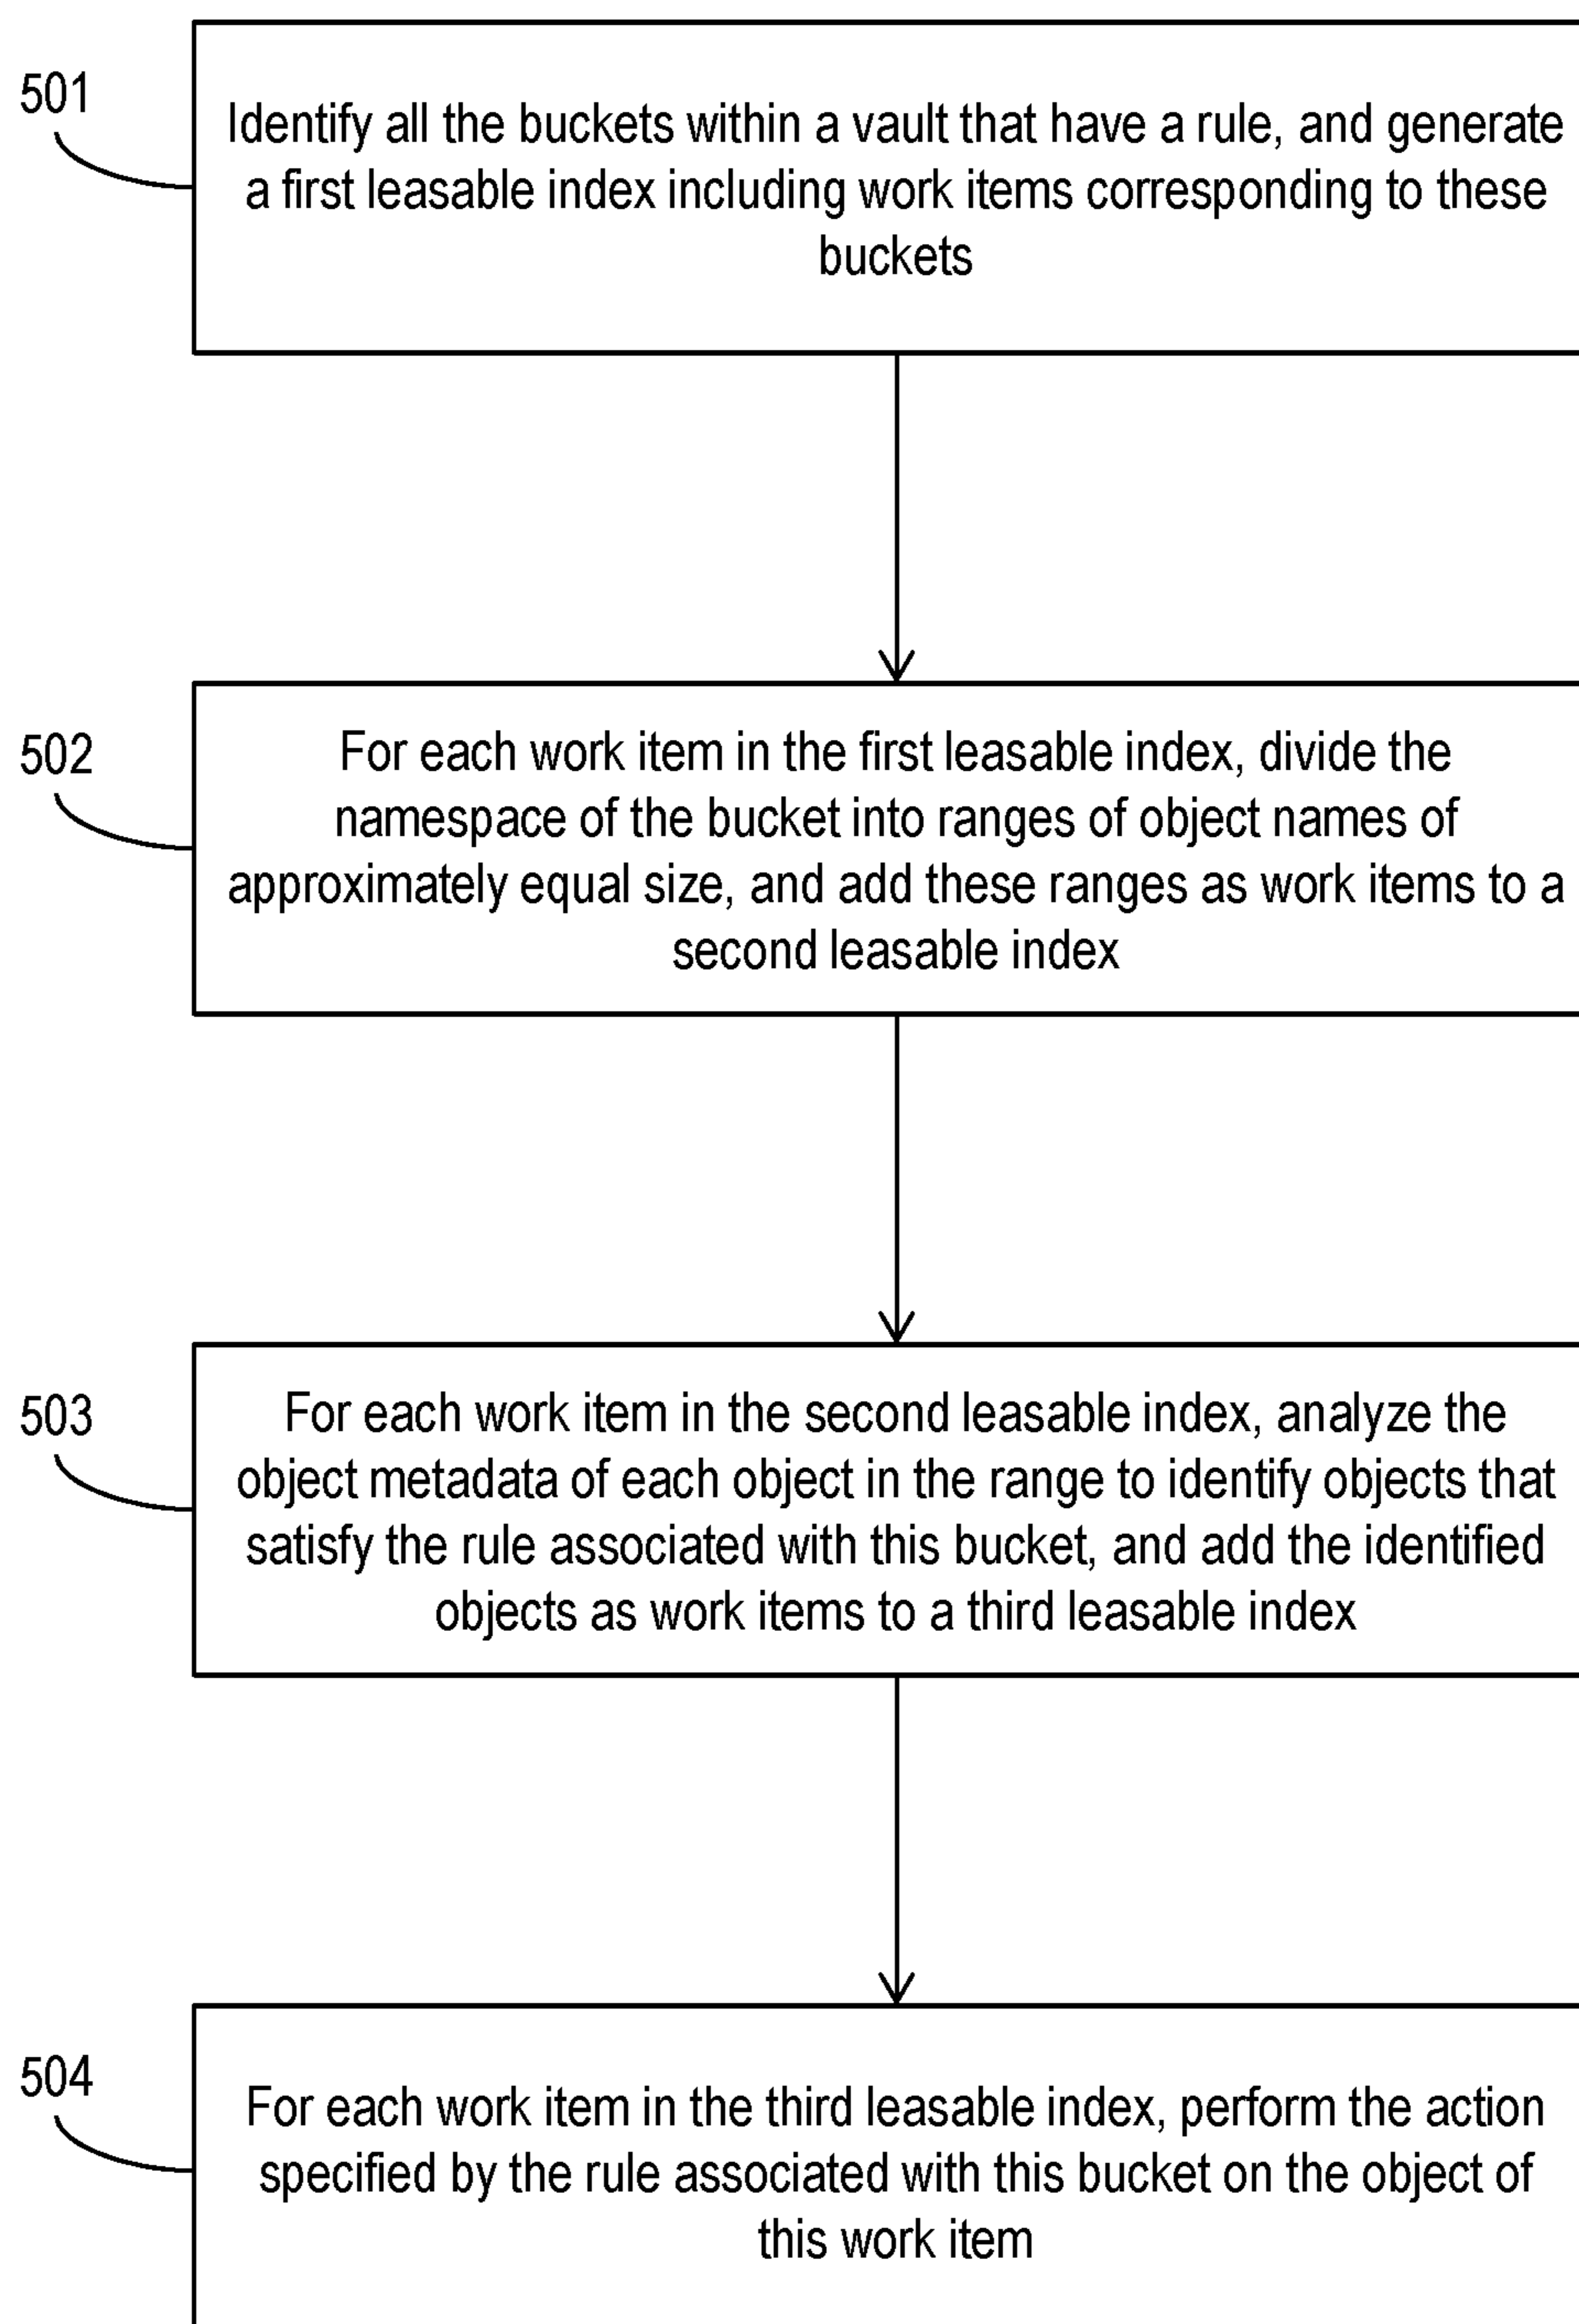 501
Identify all the buckets within a vault that have a rule, and generate
a first leasable index including work items corresponding to these
buckets
502
For each work item in the first leasable index, divide the
namespace of the bucket into ranges of object names of
approximately equal size, and add these ranges as work items to a
second leasable index
503
For each work item in the second leasable index, analyze the
object metadata of each object in the range to identify objects that
satisfy the rule associated with this bucket, and add the identified
objects as work items to a third leasable index
504
For each work item in the third leasable index, perform the action
specified by the rule associated with this bucket on the object of
this work item